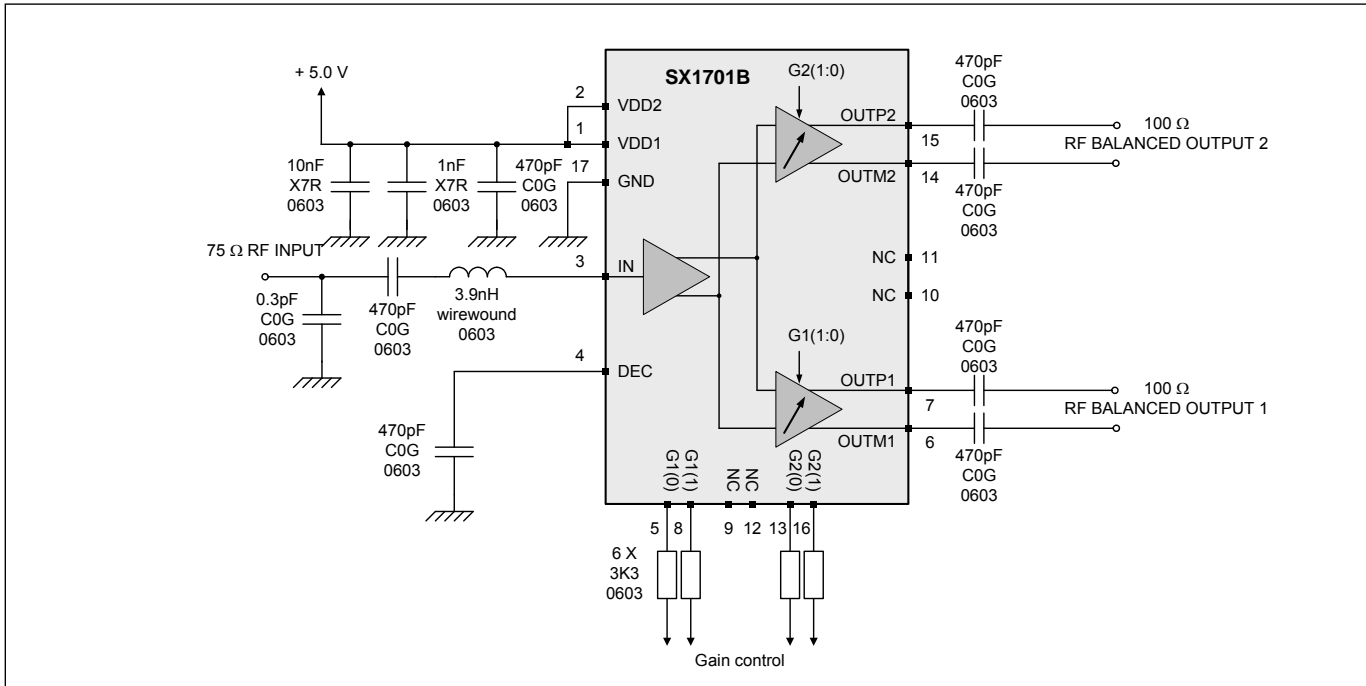 + 5.0 V
SX1701B
G2(1:0)
470pF
C0G
0603
2
VDD2
OUTP2
15
100 Ω
RF BALANCED OUTPUT 2
1
VDD1
OUTM2
14
470pF
C0G
0603
10nF
X7R
0603
1nF
X7R
0603
470pF
C0G
0603
17
GND
75 Ω RF INPUT
3
IN
NC
11
NC
10
0.3pF
C0G
0603
470pF
C0G
0603
3.9nH
wirewound
0603
4
DEC
G1(1:0)
470pF
C0G
0603
OUTP1
7
100 Ω
RF BALANCED OUTPUT 1
OUTM1
6
470pF
C0G
0603
470pF
C0G
0603
G1(0)
G1(1)
NC
NC
G2(0)
G2(1)
5
8
9
12
13
16
6 X
3K3
0603
Gain control